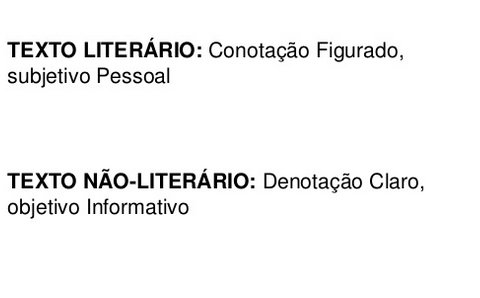 TEXTO LITERÁRIO: Conotação Figurado,
subjetivo Pessoal
TEXTO NÃO-LITERÁRIO: Denotação Claro,
objetivo Informativo